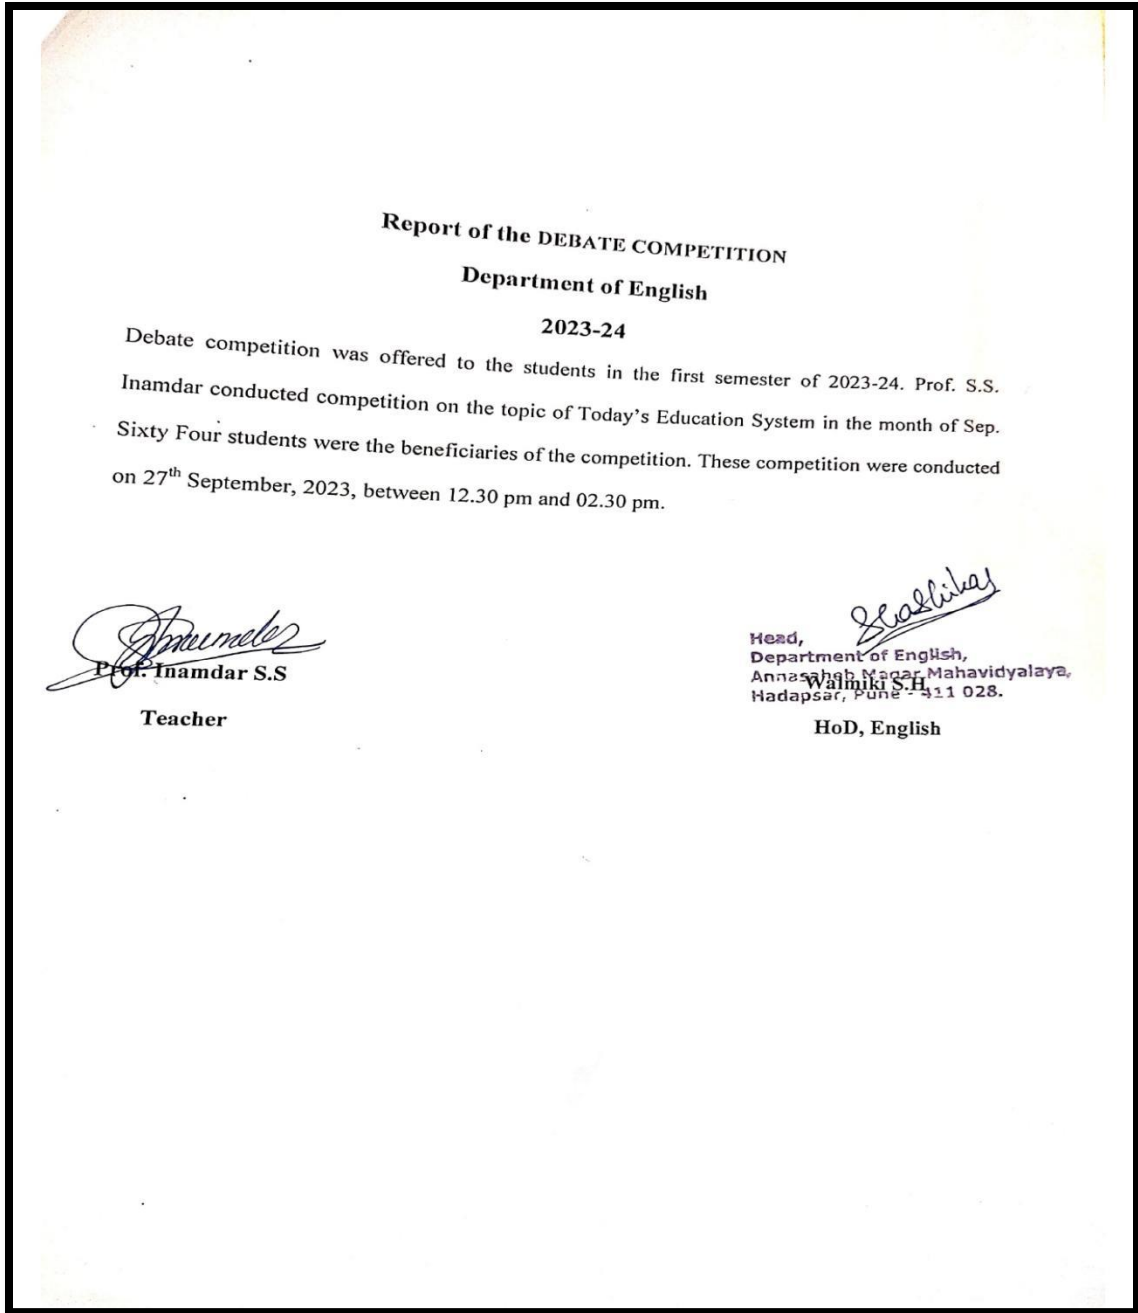 Report of the DEBATE COMPETITION
Department of English
2023-24
Debate competition was offered to the students in the first semester of 2023-24. Prof. S.S.
Inamdar conducted competition on the topic of Today's Education System in the month of Sep.
Sixty Four students were the beneficiaries of the competition. These competition were conducted
on 27th September, 2023, between 12.30 pm and 02.30 pm.
Prof. Inamdar S.S
Teacher
Head,
Department of English,
Annasaheb Magar Mahavidyalaya,
Hadapsar, Pune - 411 028.
Walmiki S.H
HoD, English